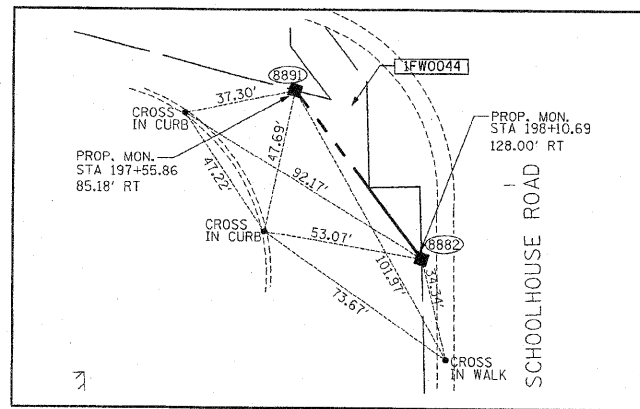 1FW0044
8891
37.30'
CROSS
IN CURB
PROP. MON.
STA 198+10.69
128.00' RT
PROP. MON.
STA 197+55.86
85.18' RT
47.69'
47.22'
92.17'
CROSS
IN CURB
53.07'
8882
101.97'
34.34'
73.67'
CROSS
IN WALK
SCHOOLHOUSE ROAD